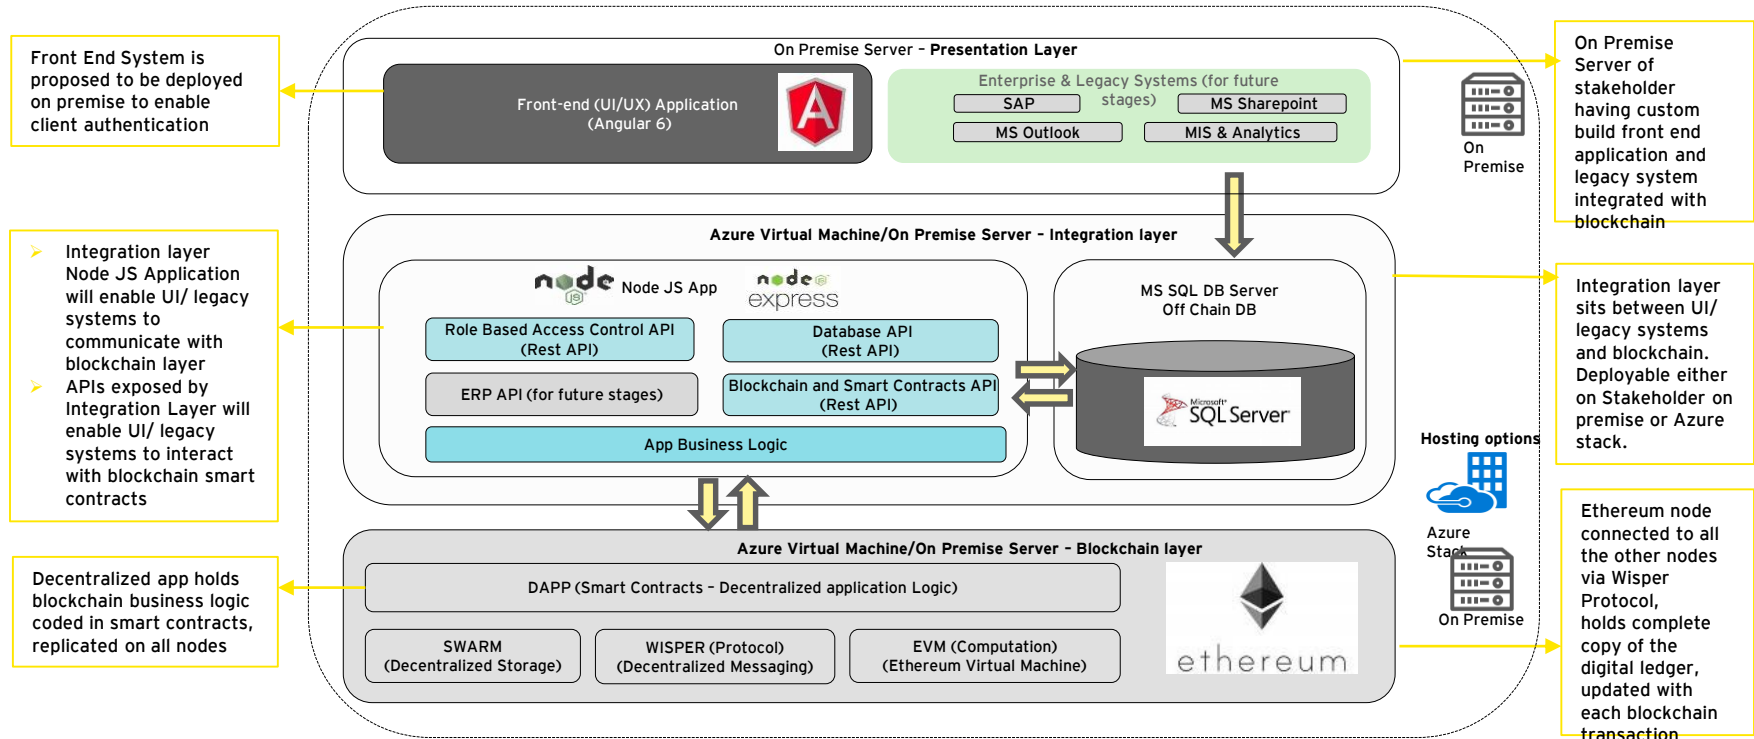 On Premise Server – Presentation Layer
Front End System is
proposed to be deployed
on premise to enable
client authentication
Front-end (UI/UX) Application
(Angular 6)
A
Enterprise & Legacy Systems (for future
stages)
SAP
MS Sharepoint
MS Outlook
MIS & Analytics
On
Premise
On Premise
Server of
stakeholder
having custom
build front end
application and
legacy system
integrated with
blockchain
Azure Virtual Machine/On Premise Server – Integration layer
➢ Integration layer
Node JS Application
will enable UI/ legacy
systems to
communicate with
blockchain layer
➢ APIs exposed by
Integration Layer will
enable UI/ legacy
systems to interact
with blockchain smart
contracts
node
JS
Node JS App
node JS
express
Role Based Access Control API
(Rest API)
Database API
(Rest API)
ERP API (for future stages)
Blockchain and Smart Contracts API
(Rest API)
App Business Logic
MS SQL DB Server
Off Chain DB
Microsoft®
SQL Server®
Integration layer
sits between UI/
legacy systems
and blockchain.
Deployable either
on Stakeholder on
premise or Azure
stack.
Hosting options
Azure
Stack
On Premise
Azure Virtual Machine/On Premise Server – Blockchain layer
Decentralized app holds
blockchain business logic
coded in smart contracts,
replicated on all nodes
DAPP (Smart Contracts – Decentralized application Logic)
SWARM
(Decentralized Storage)
WISPER (Protocol)
(Decentralized Messaging)
EVM (Computation)
(Ethereum Virtual Machine)
ethereum
Ethereum node
connected to all
the other nodes
via Wisper
Protocol,
holds complete
copy of the
digital ledger,
updated with
each blockchain
transaction